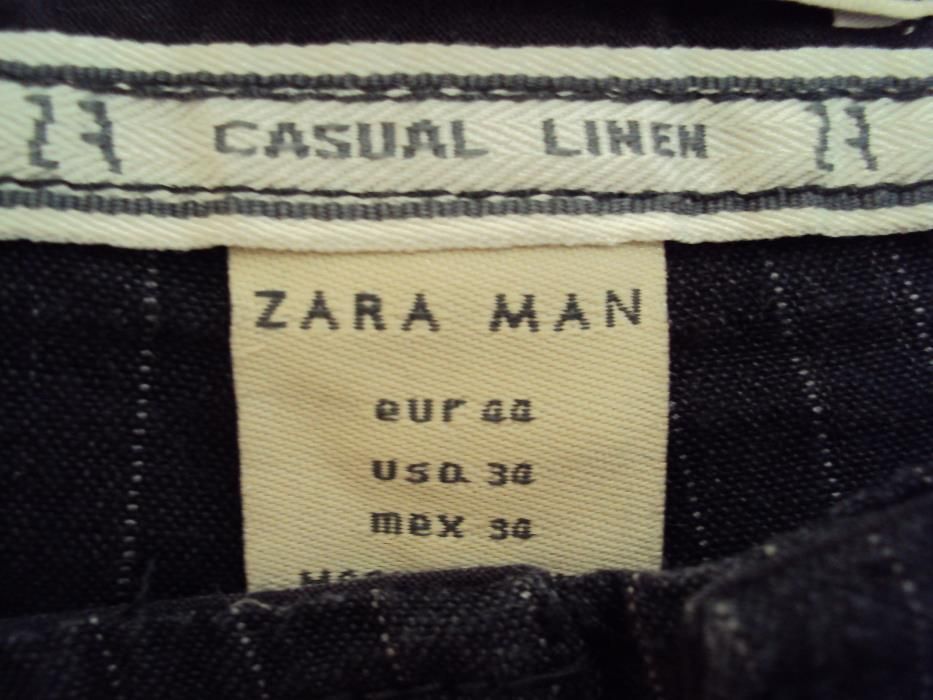 CASUAL LINEN
ZARA MAN
eur 44
usa 34
mex 34